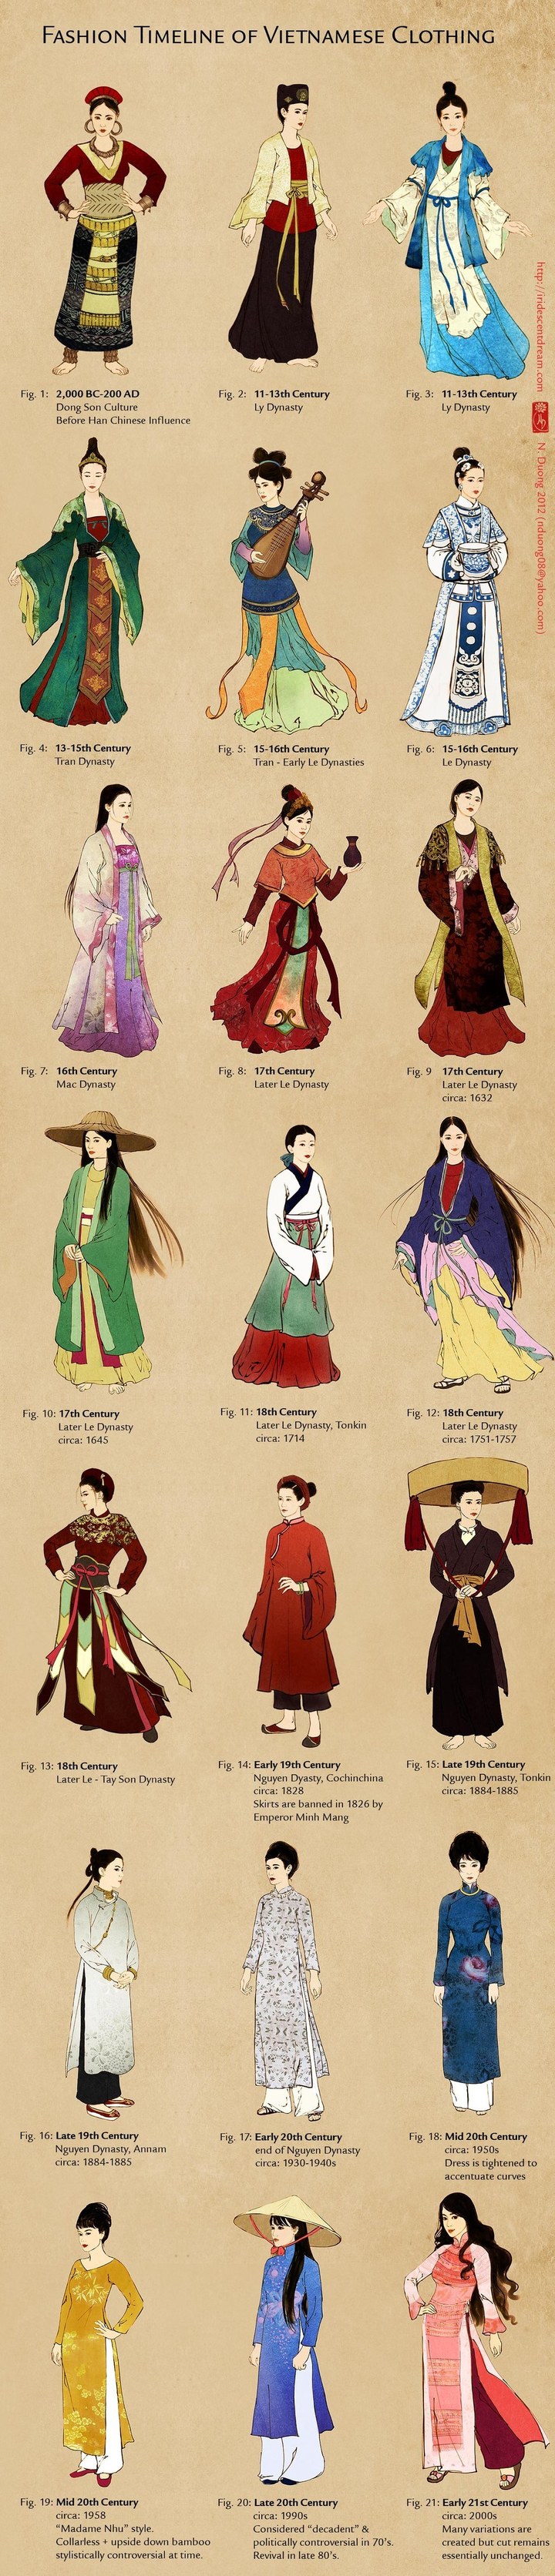 Fashion Timeline of Vietnamese Clothing
Fig. 1: 2,000 BC-200 AD
Dong Son Culture
Before Han Chinese Influence
Fig. 2: 11-13th Century
Ly Dynasty
Fig. 3: 11-13th Century
Ly Dynasty
http://iridescentdream.com
N. Duong 2012 (nduong08@yahoo.com)
Fig. 4: 13-15th Century
Tran Dynasty
Fig. 5: 15-16th Century
Tran - Early Le Dynasties
Fig. 6: 15-16th Century
Le Dynasty
Fig. 7: 16th Century
Mac Dynasty
Fig. 8: 17th Century
Later Le Dynasty
Fig. 9 17th Century
Later Le Dynasty
circa: 1632
Fig. 10: 17th Century
Later Le Dynasty
circa: 1645
Fig. 11: 18th Century
Later Le Dynasty, Tonkin
circa: 1714
Fig. 12: 18th Century
Later Le Dynasty
circa: 1751-1757
Fig. 13: 18th Century
Later Le - Tay Son Dynasty
Fig. 14: Early 19th Century
Nguyen Dyasty, Cochinchina
circa: 1828
Skirts are banned in 1826 by
Emperor Minh Mang
Fig. 15: Late 19th Century
Nguyen Dynasty, Tonkin
circa: 1884-1885
Fig. 16: Late 19th Century
Nguyen Dynasty, Annam
circa: 1884-1885
Fig. 17: Early 20th Century
end of Nguyen Dynasty
circa: 1930-1940s
Fig. 18: Mid 20th Century
circa: 1950s
Dress is tightened to
accentuate curves
Fig. 19: Mid 20th Century
circa: 1958
“Madame Nhu” style.
Collarless + upside down bamboo
stylistically controversial at time.
Fig. 20: Late 20th Century
circa: 1990s
Considered “decadent” &
politically controversial in 70's.
Revival in late 80's.
Fig. 21: Early 21st Century
circa: 2000s
Many variations are
created but cut remains
essentially unchanged.